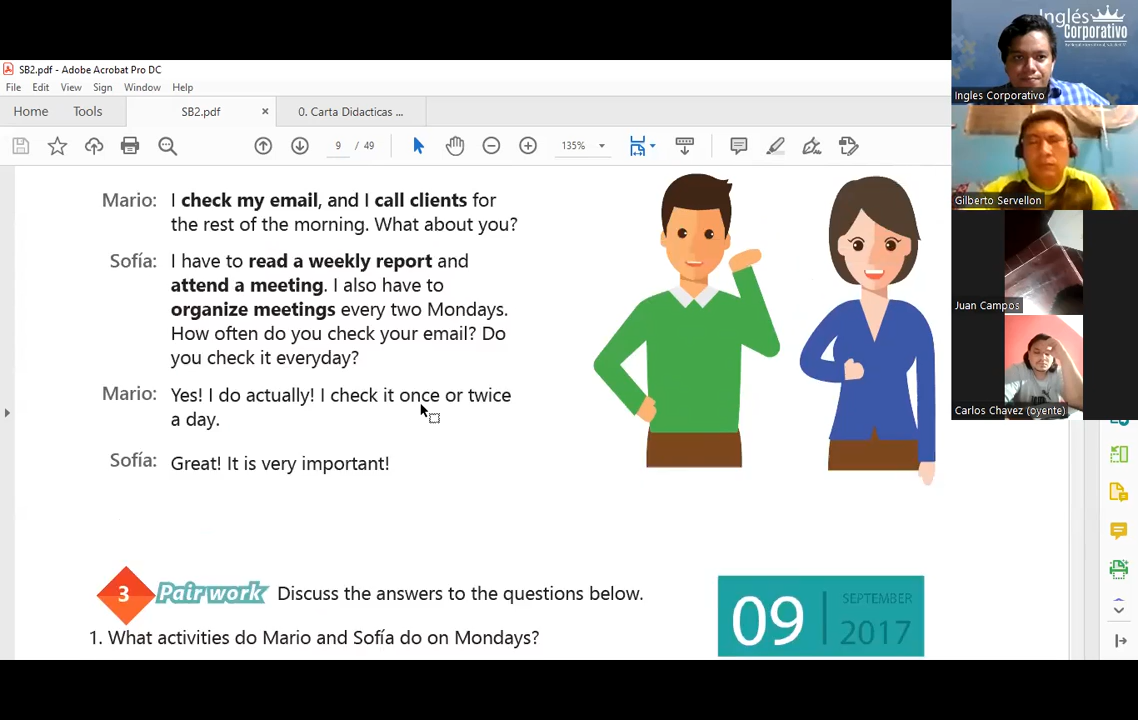 SB2.pdf - Adobe Acrobat Pro DC
File Edit View Sign Window Help
Home Tools SB2.pdf × 0. Carta Didacticas ...
9 / 49 135%
Mario: I check my email, and I call clients for
the rest of the morning. What about you?
Sofía: I have to read a weekly report and
attend a meeting. I also have to
organize meetings every two Mondays.
How often do you check your email? Do
you check it everyday?
Mario: Yes! I do actually! I check it once or twice
a day.
Sofía: Great! It is very important!
3 Pair work Discuss the answers to the questions below.
1. What activities do Mario and Sofía do on Mondays?
09 SEPTEMBER
2017
Inglés
Corporativo
Ingles Corporativo
Gilberto Servellon
Juan Campos
Carlos Chavez (oyente)